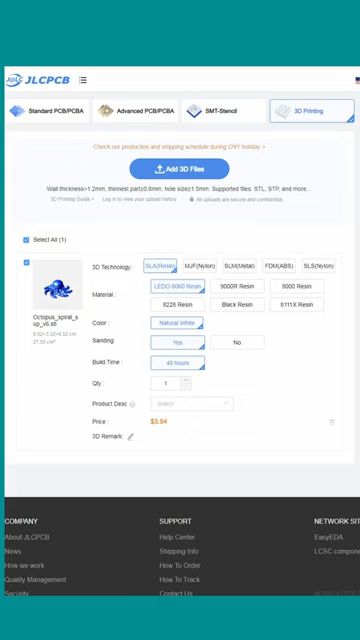 JLCPCB
Standard PCB/PCBA
Advanced PCB/PCBA
SMT-Stencil
3D Printing
Check our production and shipping schedule during CNY holiday >
Add 3D Files
Wall thickness>1.2mm, thinnest part≥0.8mm, hole size≥1.5mm. Supported files: STL, STP, and more...
3D Printing Guide
Log in to view your upload history
All uploads are secure and confidential.
Select All (1)
3D Technology:
SLA(Resin)
MJF(Nylon)
SLM(Metal)
FDM(ABS)
SLS(Nylon)
Material :
LEDO 6060 Resin
9000R Resin
8000 Resin
8228 Resin
Black Resin
8111X Resin
Octopus_spiral_s
up_v6.stl
27.55 cm³
Color :
Natural White
Sanding
Yes
No
Build Time :
48 hours
Qty :
1
Product Desc
Select
Price :
$3.94
3D Remark:
COMPANY
About JLCPCB
News
How we work
Quality Management
Security
SUPPORT
Help Center
Shipping Info
How To Order
How To Track
Contact Us
NETWORK SIT
EasyEDA
LCSC compon